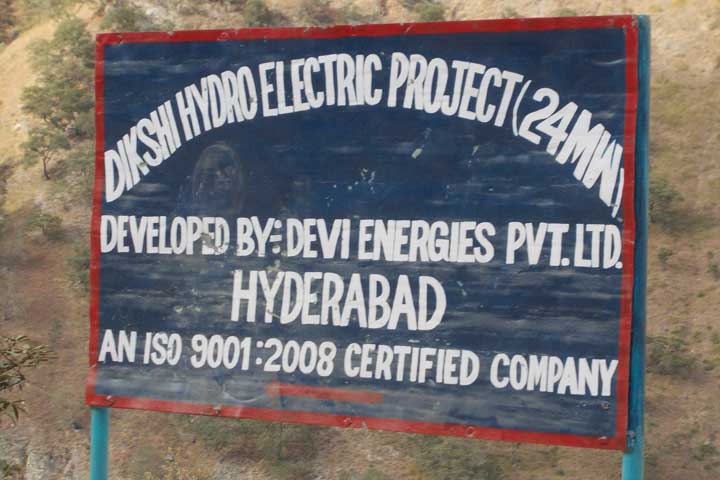 DIKSHI HYDRO ELECTRIC PROJECT (24MW)
DEVELOPED BY:- DEVI ENERGIES PVT. LTD.
HYDERABAD
AN ISO 9001:2008 CERTIFIED COMPANY